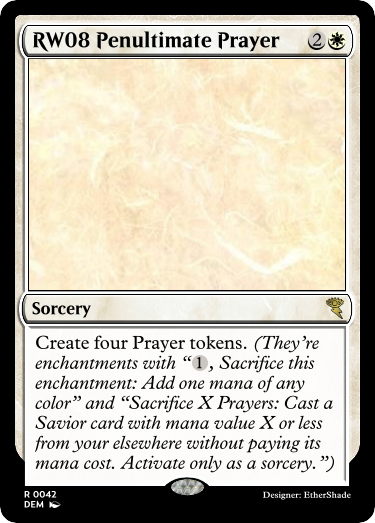 RW08 Penultimate Prayer 2
Sorcery
Create four Prayer tokens. (They're
enchantments with “1, Sacrifice this
enchantment: Add one mana of any
color” and “Sacrifice X Prayers: Cast a
Savior card with mana value X or less
from your elsewhere without paying its
mana cost. Activate only as a sorcery.”)
R 0042
DEM
Designer: EtherShade